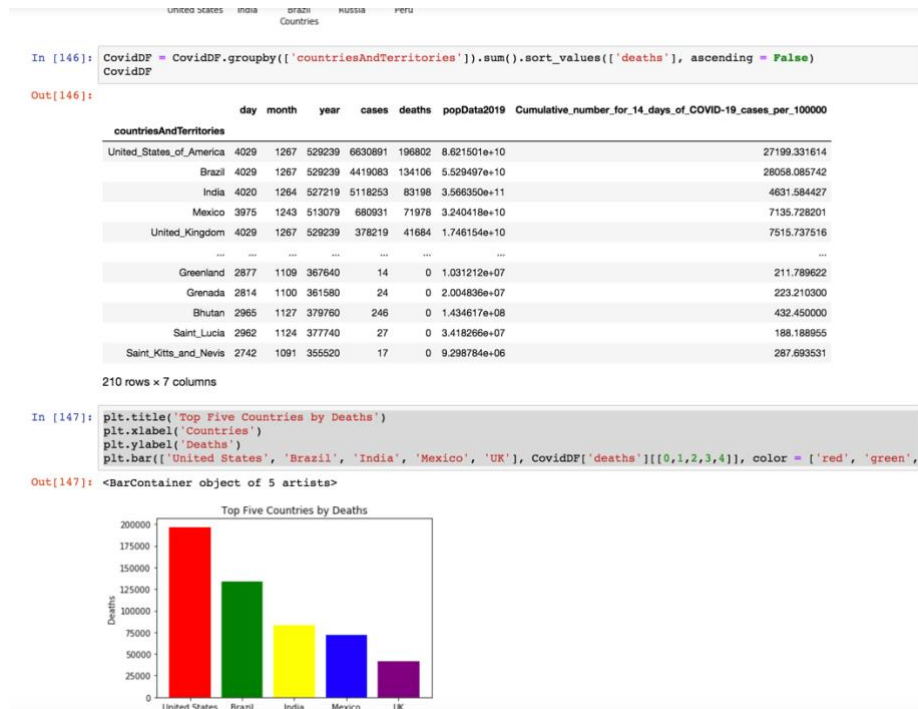 United States India Brazil Russia Peru
Countries
In [146]: CovidDF = CovidDF.groupby(['countriesAndTerritories']).sum().sort_values(['deaths'], ascending = False)
CovidDF
Out[146]:
day month year cases deaths popData2019 Cumulative_number_for_14_days_of_COVID-19_cases_per_100000
countriesAndTerritories
United_States_of_America 4029 1267 529239 6630891 196802 8.621501e+10 27199.331614
Brazil 4029 1267 529239 4419083 134106 5.529497e+10 28058.085742
India 4020 1264 527219 5118253 83198 3.566350e+11 4631.584427
Mexico 3975 1243 513079 680931 71978 3.240418e+10 7135.728201
United_Kingdom 4029 1267 529239 378219 41684 1.746154e+10 7515.737516
... ... ... ... ... ... ... ...
Greenland 2877 1109 367640 14 0 1.031212e+07 211.789622
Grenada 2814 1100 361580 24 0 2.004836e+07 223.210300
Bhutan 2965 1127 379760 246 0 1.434617e+08 432.450000
Saint_Lucia 2962 1124 377740 27 0 3.418266e+07 188.188955
Saint_Kitts_and_Nevis 2742 1091 355520 17 0 9.298784e+06 287.693531
210 rows × 7 columns
In [147]: plt.title('Top Five Countries by Deaths')
plt.xlabel('Countries')
plt.ylabel('Deaths')
plt.bar(['United States', 'Brazil', 'India', 'Mexico', 'UK'], CovidDF['deaths'][[0,1,2,3,4]], color = ['red', 'green',
Out[147]: <BarContainer object of 5 artists>
Top Five Countries by Deaths
200000
175000
150000
125000
100000
75000
50000
25000
0
Deaths
United States Brazil India Mexico UK